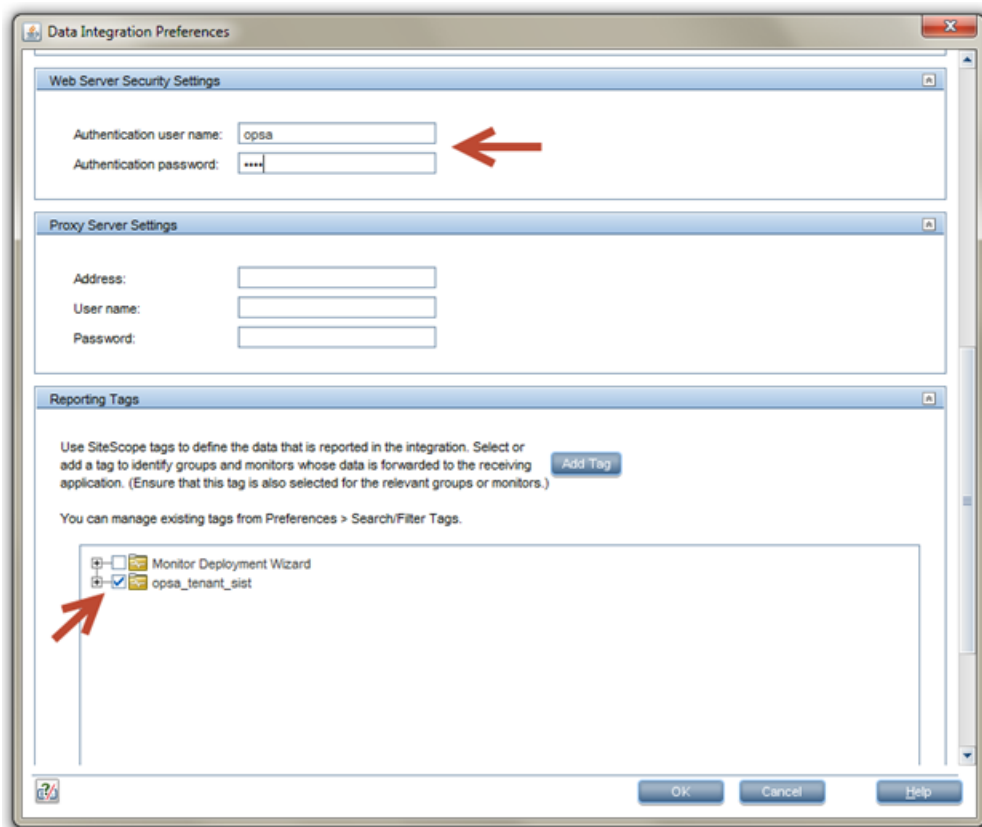 Data Integration Preferences
Web Server Security Settings
Authentication user name: opsa
Authentication password: ••••
Proxy Server Settings
Address:
User name:
Password:
Reporting Tags
Use SiteScope tags to define the data that is reported in the integration. Select or
add a tag to identify groups and monitors whose data is forwarded to the receiving
application. (Ensure that this tag is also selected for the relevant groups or monitors.)
Add Tag
You can manage existing tags from Preferences > Search/Filter Tags.
Monitor Deployment Wizard
opsa_tenant_sist
OK Cancel Help